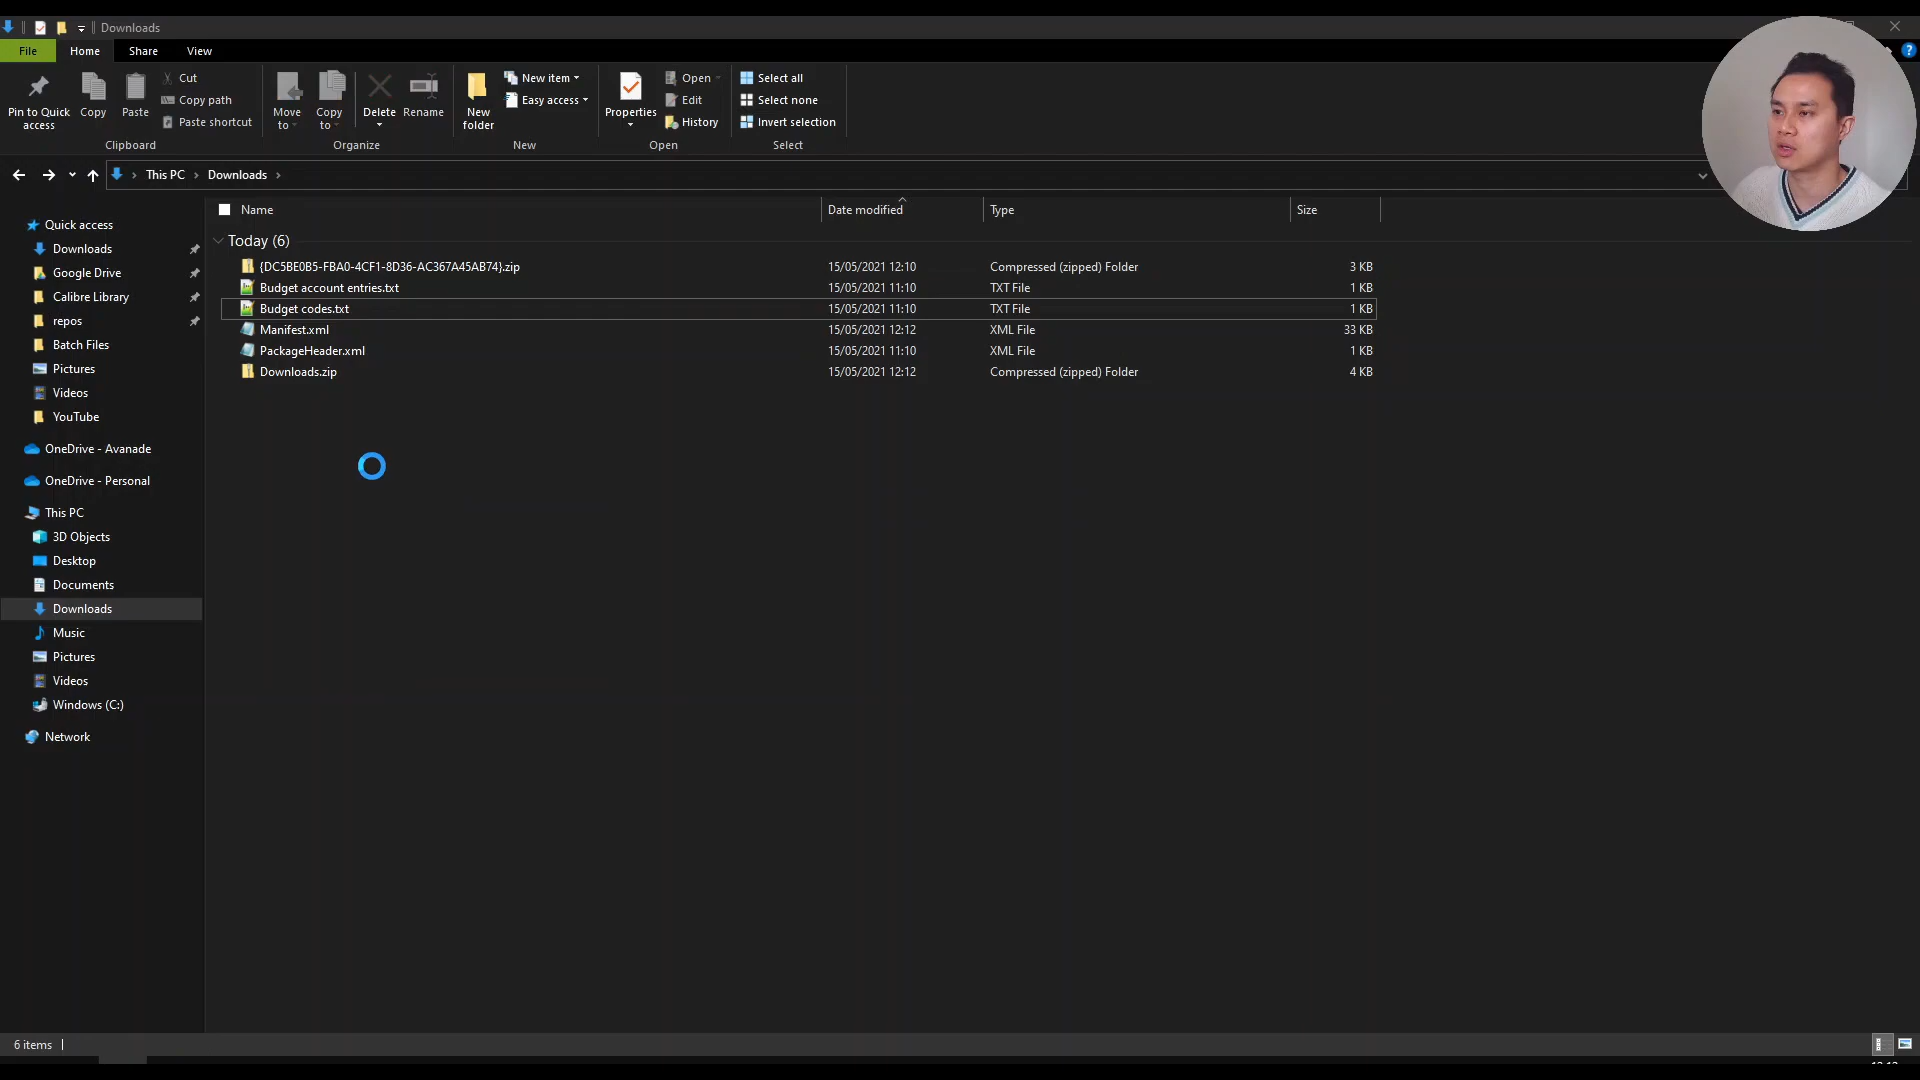 Downloads
File Home Share View
Pin to Quick access
Copy
Paste
Cut
Copy path
Paste shortcut
Clipboard
Move to
Copy to
Delete
Rename
Organize
New folder
New item
Easy access
New
Properties
Open
Edit
History
Open
Select all
Select none
Invert selection
Select
This PC Downloads
Name Date modified Type Size
Today (6)
{DC5BE0B5-FBA0-4CF1-8D36-AC367A45AB74}.zip 15/05/2021 12:10 Compressed (zipped) Folder 3 KB
Budget account entries.txt 15/05/2021 11:10 TXT File 1 KB
Budget codes.txt 15/05/2021 11:10 TXT File 1 KB
Manifest.xml 15/05/2021 12:12 XML File 33 KB
PackageHeader.xml 15/05/2021 11:10 XML File 1 KB
Downloads.zip 15/05/2021 12:12 Compressed (zipped) Folder 4 KB
Quick access
Downloads
Google Drive
Calibre Library
repos
Batch Files
Pictures
Videos
YouTube
OneDrive - Avanade
OneDrive - Personal
This PC
3D Objects
Desktop
Documents
Downloads
Music
Pictures
Videos
Windows (C:)
Network
6 items